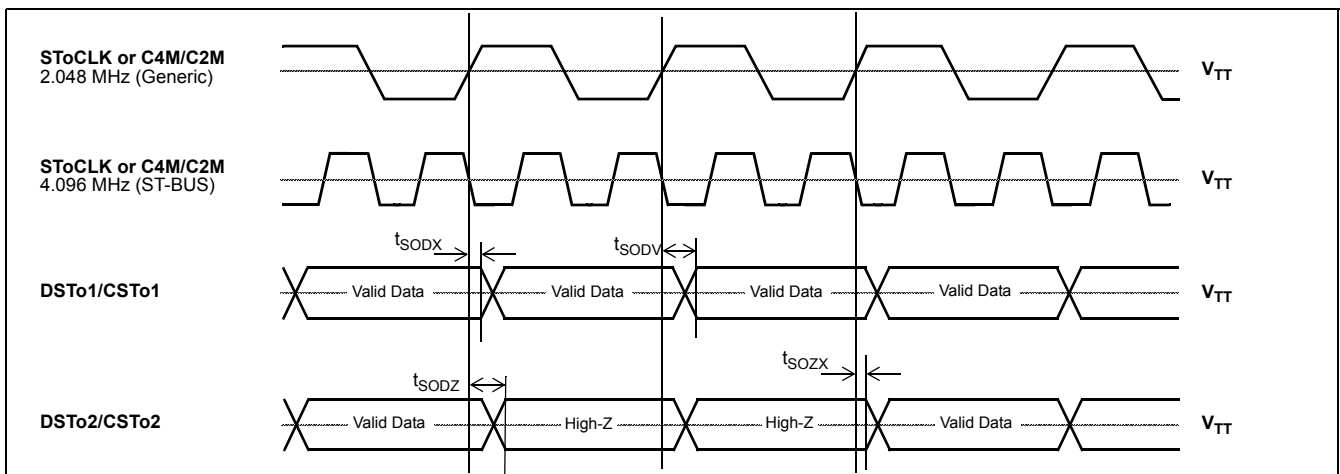 SToCLK or C4M/C2M
2.048 MHz (Generic)
VTT
SToCLK or C4M/C2M
4.096 MHz (ST-BUS)
VTT
tSODX
tSODV
DSTo1/CSTo1
Valid Data Valid Data Valid Data Valid Data
VTT
tSODZ
tSOZX
DSTo2/CSTo2
Valid Data High-Z High-Z Valid Data
VTT